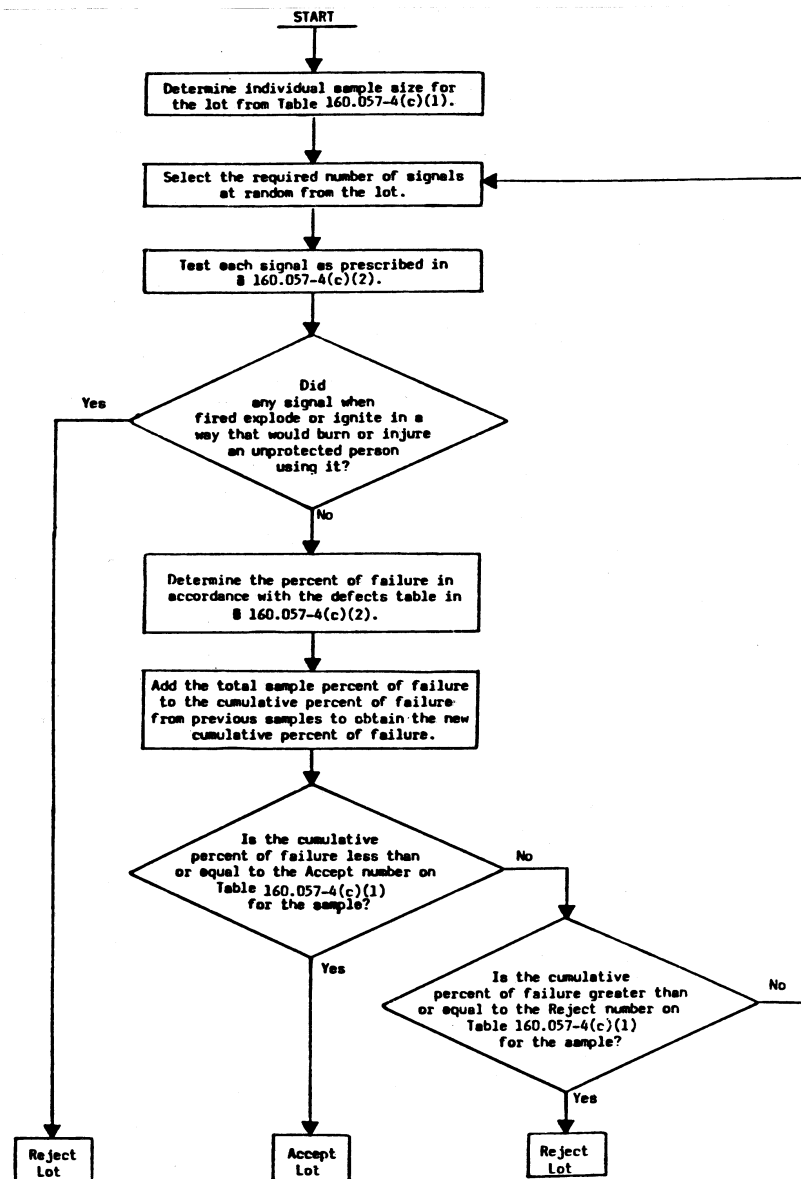 START
Determine individual sample size for
the lot from Table 160.057-4(c)(1).
Select the required number of signals
at random from the lot.
Test each signal as prescribed in
§ 160.057-4(c)(2).
Did
any signal when
fired explode or ignite in a
way that would burn or injure
an unprotected person
using it?
Yes
No
Determine the percent of failure in
accordance with the defects table in
§ 160.057-4(c)(2).
Add the total sample percent of failure
to the cumulative percent of failure
from previous samples to obtain the new
cumulative percent of failure.
Is the cumulative
percent of failure less than
or equal to the Accept number on
Table 160.057-4(c)(1)
for the sample?
No
Yes
Is the cumulative
percent of failure greater than
or equal to the Reject number on
Table 160.057-4(c)(1)
for the sample?
No
Yes
Reject
Lot
Accept
Lot
Reject
Lot